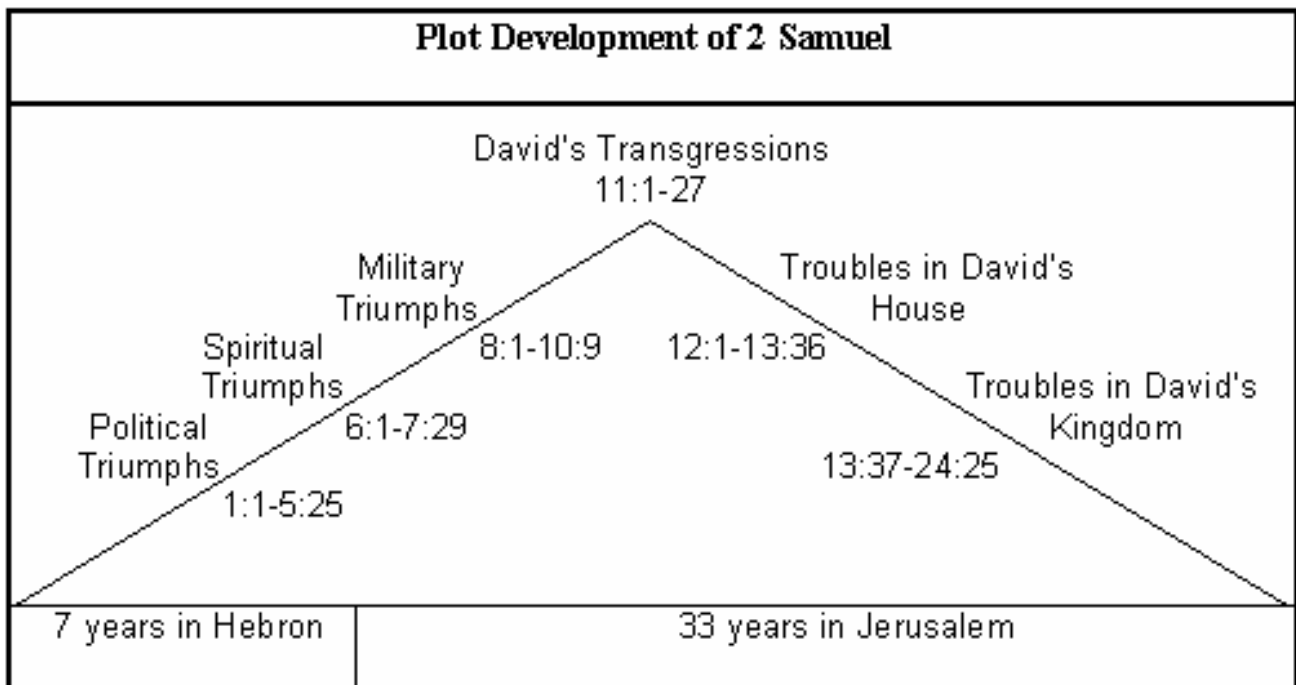 Plot Development of 2 Samuel
David's Transgressions
11:1-27
Military
Triumphs
8:1-10:9
Spiritual
Triumphs
6:1-7:29
Political
Triumphs
1:1-5:25
Troubles in David's
House
12:1-13:36
Troubles in David's
Kingdom
13:37-24:25
7 years in Hebron
33 years in Jerusalem